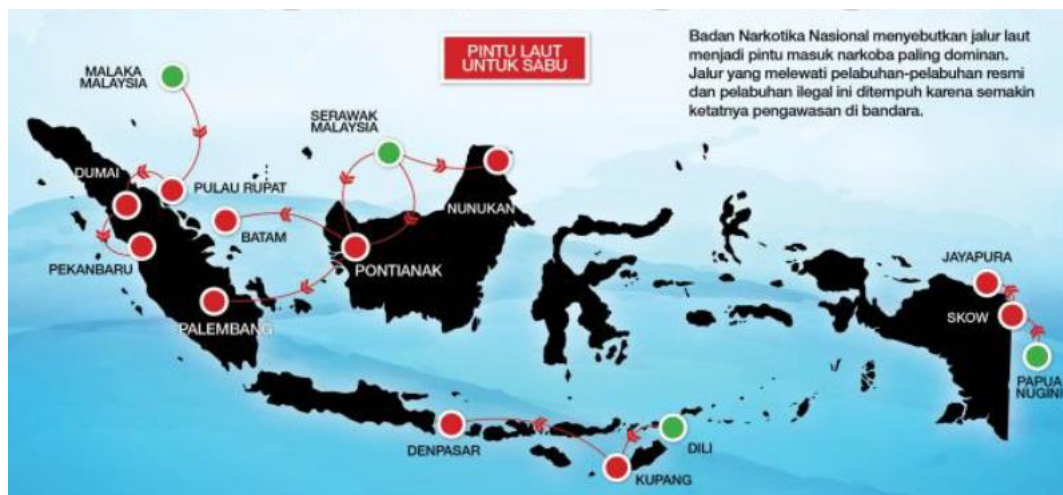 PINTU LAUT
UNTUK SABU
Badan Narkotika Nasional menyebutkan jalur laut
menjadi pintu masuk narkoba paling dominan.
Jalur yang melewati pelabuhan-pelabuhan resmi
dan pelabuhan ilegal ini ditempuh karena semakin
ketatnya pengawasan di bandara.
MALAKA
MALAYSIA
SERAWAK
MALAYSIA
DUMAI
PULAU RUPAT
NUNUKAN
BATAM
PEKANBARU
PONTIANAK
PALEMBANG
JAYAPURA
SKOW
PAPUA
NUGINI
DENPASAR
DILI
KUPANG